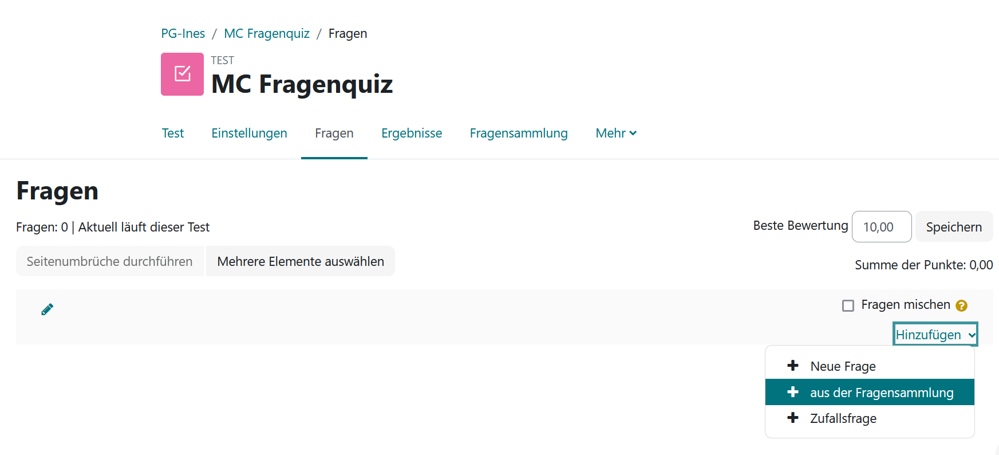 PG-Ines / MC Fragenquiz / Fragen
TEST
MC Fragenquiz
Test Einstellungen Fragen Ergebnisse Fragensammlung Mehr
Fragen
Fragen: 0 | Aktuell läuft dieser Test
Beste Bewertung 10,00 Speichern
Seitenumbrüche durchführen Mehrere Elemente auswählen
Summe der Punkte: 0,00
Fragen mischen ?
Hinzufügen
Neue Frage
aus der Fragensammlung
Zufallsfrage